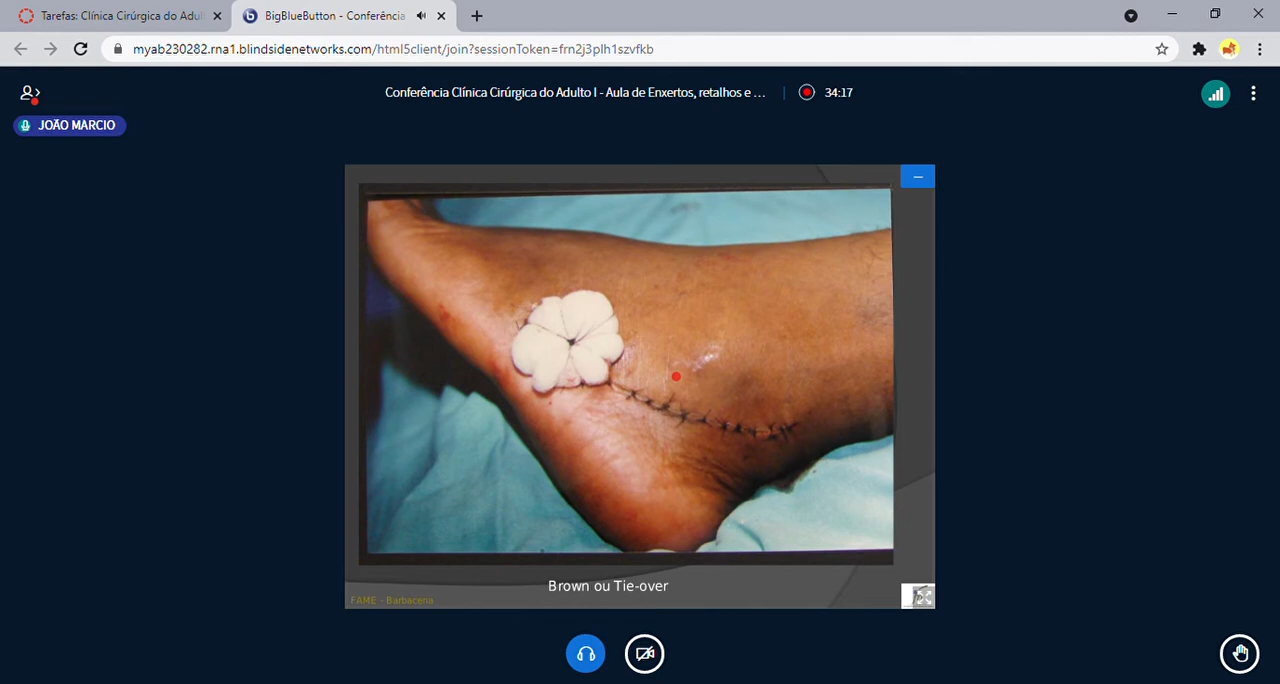 Tarefas: Clínica Cirúrgica do Adul
BigBlueButton - Conferência
myab230282.rna1.blindsidenetworks.com/html5client/join?sessionToken=frn2j3plh1szvfkb
Conferência Clínica Cirúrgica do Adulto I - Aula de Enxertos, retalhos e ...
34:17
JOÃO MARCIO
Brown ou Tie-over
FAME - Barbacena